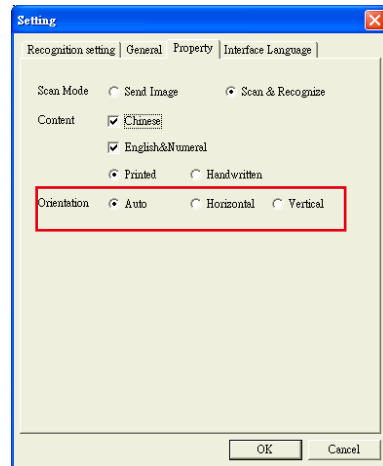 Setting
Recognition setting General Property Interface Language
Scan Mode Send Image Scan & Recognize
Content Chinese
English&Numeral
Printed Handwritten
Orientation Auto Horizontal Vertical
OK Cancel